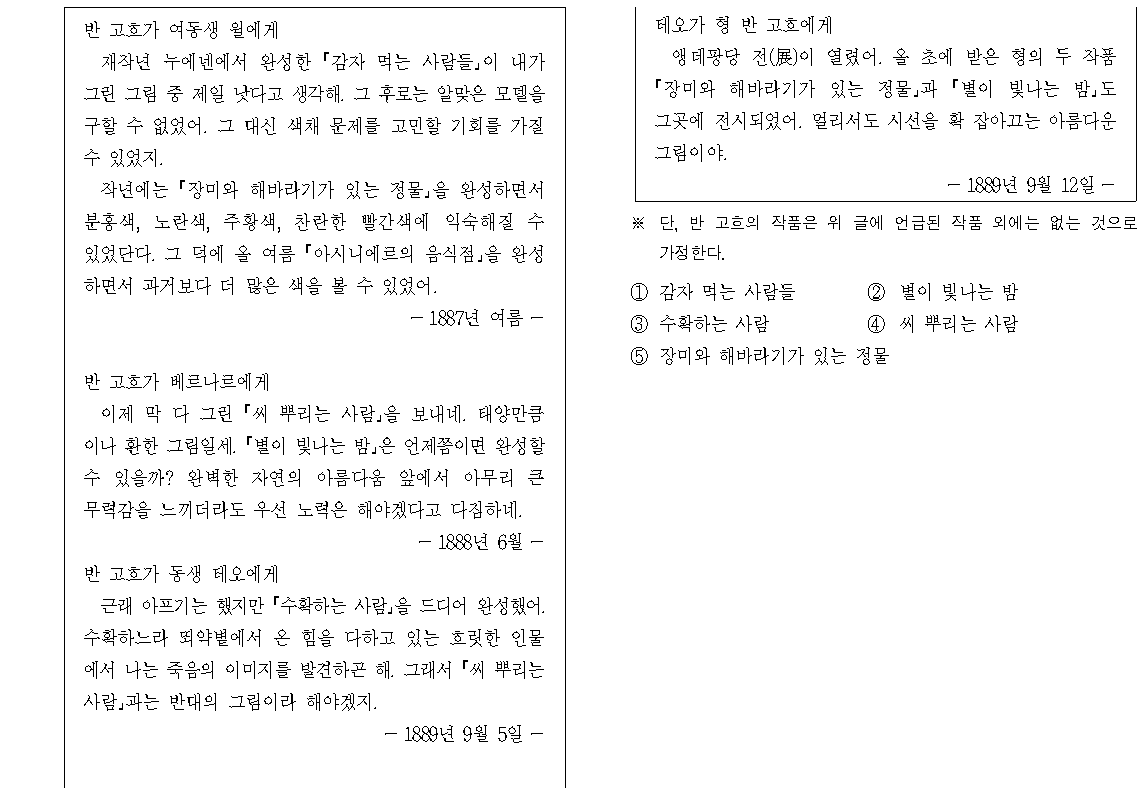 반 고흐가 여동생 윌에게
재작년 누에넨에서 완성한 『감자 먹는 사람들』이 내가
그린 그림 중 제일 낫다고 생각해. 그 후로는 알맞은 모델을
구할 수 없었어. 그 대신 색채 문제를 고민할 기회를 가질
수 있었지.
작년에는 『장미와 해바라기가 있는 정물』을 완성하면서
분홍색, 노란색, 주황색, 찬란한 빨간색에 익숙해질 수
있었단다. 그 덕에 올 여름 『아시니에르의 음식점』을 완성
하면서 과거보다 더 많은 색을 볼 수 있었어.
- 1887년 여름 -
반 고흐가 베르나르에게
이제 막 다 그린 『씨 뿌리는 사람』을 보내네. 태양만큼
이나 환한 그림일세. 『별이 빛나는 밤』은 언제쯤이면 완성할
수 있을까? 완벽한 자연의 아름다움 앞에서 아무리 큰
무력감을 느끼더라도 우선 노력은 해야겠다고 다짐하네.
- 1888년 6월 -
반 고흐가 동생 테오에게
근래 아프기는 했지만 『수확하는 사람』을 드디어 완성했어.
수확하느라 뙤약볕에서 온 힘을 다하고 있는 흐릿한 인물
에서 나는 죽음의 이미지를 발견하곤 해. 그래서 『씨 뿌리는
사람』과는 반대의 그림이라 해야겠지.
- 1889년 9월 5일 -
테오가 형 반 고흐에게
앵데팡당 전(展)이 열렸어. 올 초에 받은 형의 두 작품
『장미와 해바라기가 있는 정물』과 『별이 빛나는 밤』도
그곳에 전시되었어. 멀리서도 시선을 확 잡아끄는 아름다운
그림이야.
- 1889년 9월 12일 -
※ 단, 반 고흐의 작품은 위 글에 언급된 작품 외에는 없는 것으로
가정한다.
① 감자 먹는 사람들 ② 별이 빛나는 밤
③ 수확하는 사람 ④ 씨 뿌리는 사람
⑤ 장미와 해바라기가 있는 정물